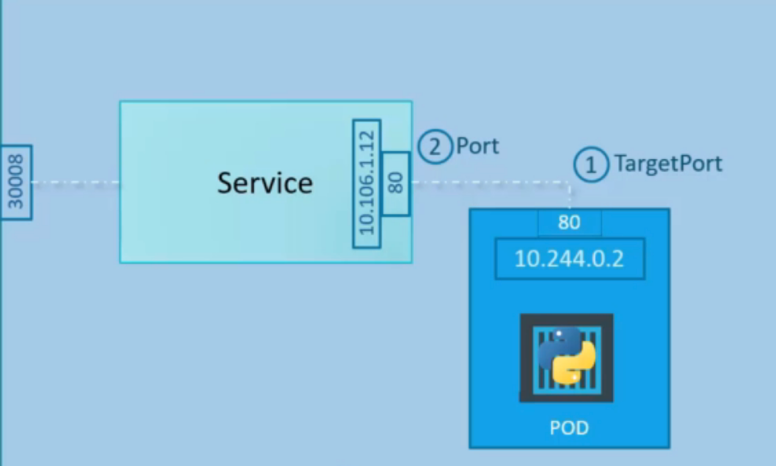 30008
Service
10.106.1.12
80
2 Port
1 TargetPort
80
10.244.0.2
POD